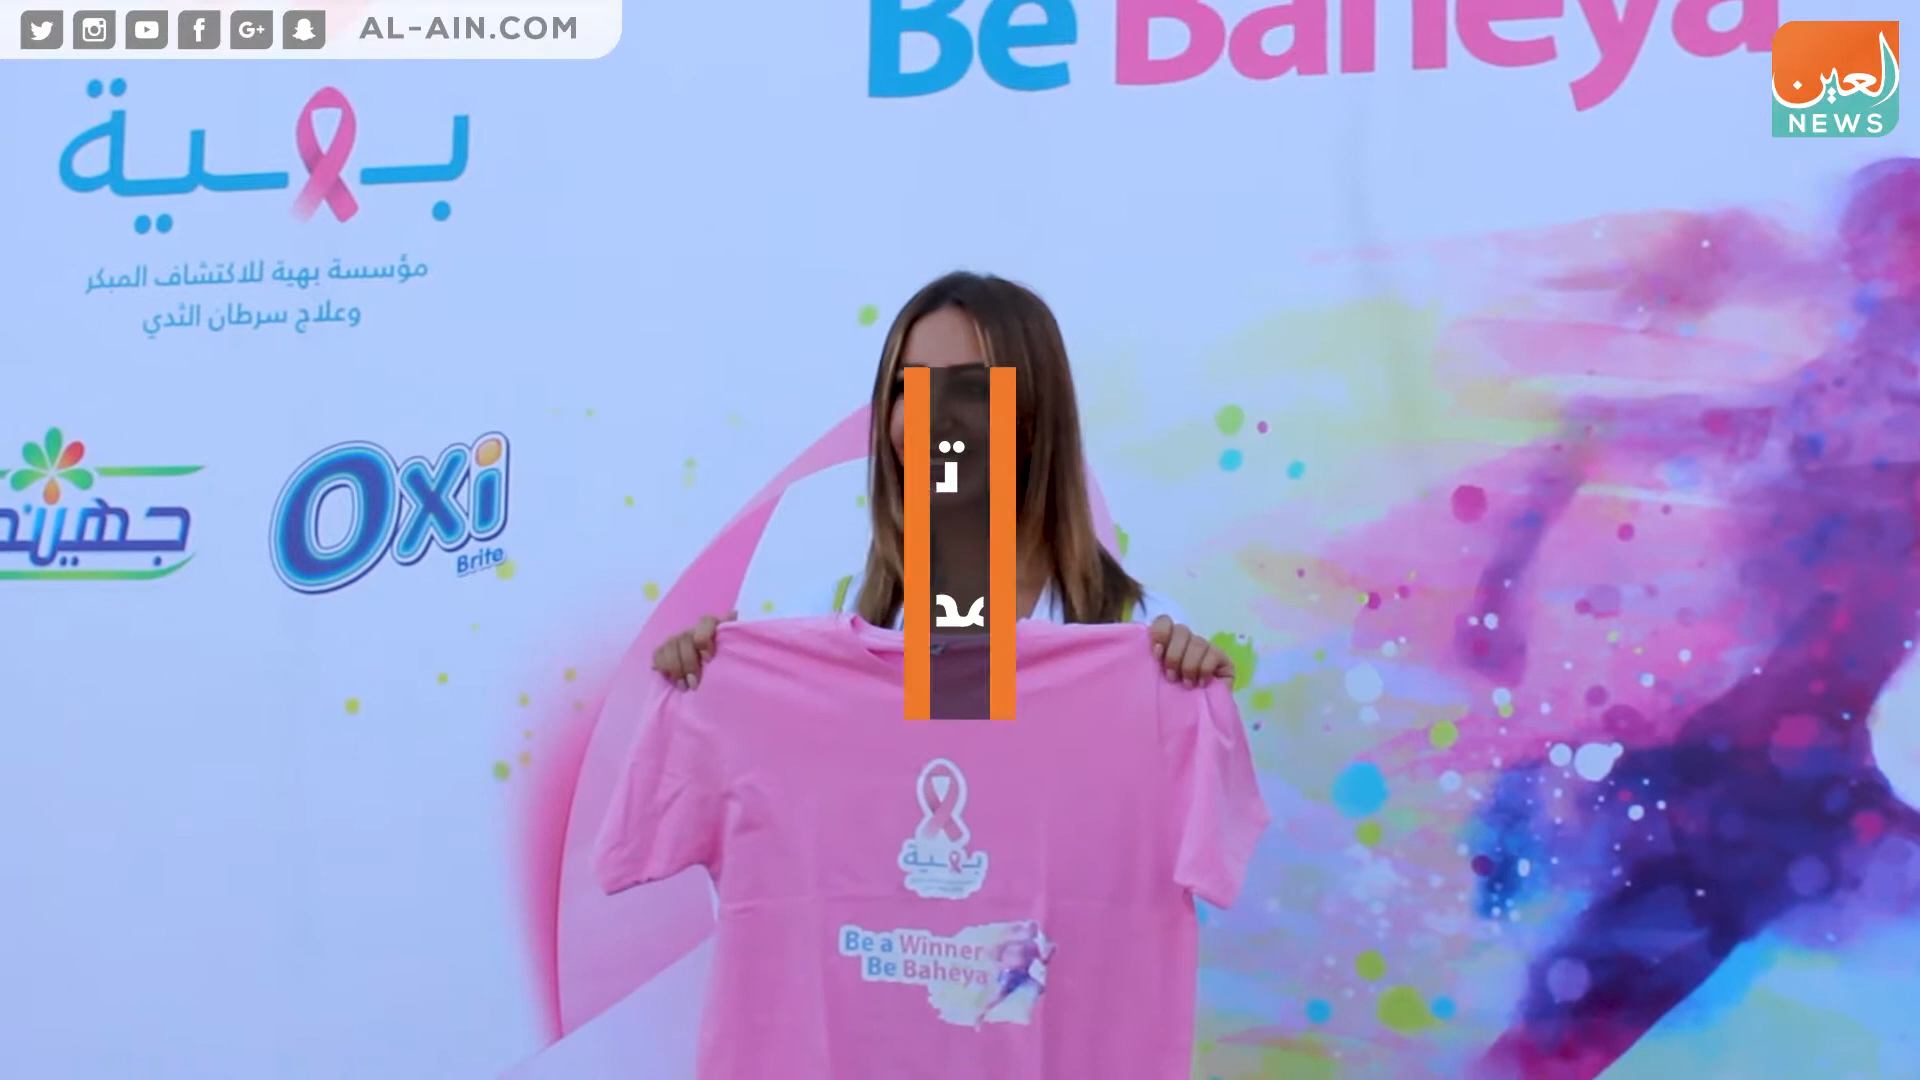 AL-AIN.COM
Be Baheya
العين
NEWS
بهية
مؤسسة بهية للاكتشاف المبكر
وعلاج سرطان الثدي
جهينة
Oxi
Brite
بهية
Be a Winner
Be Baheya